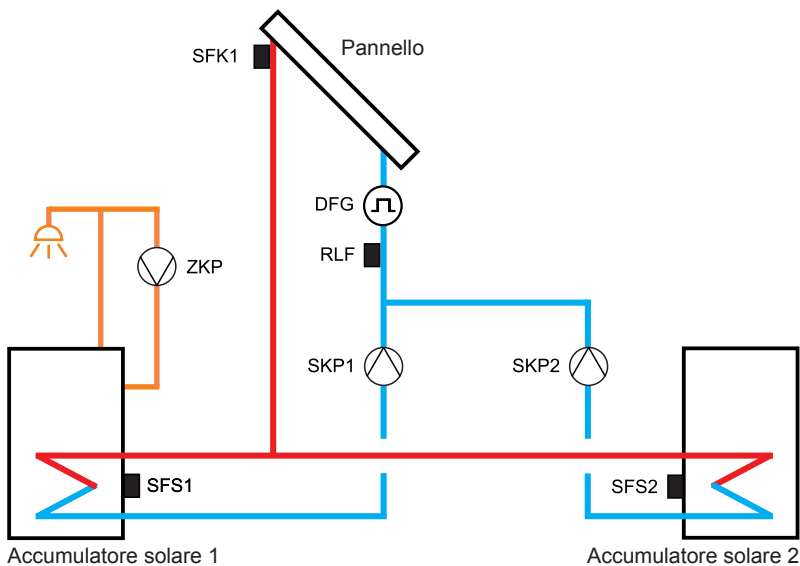 SFK1
Pannello
DFG
RLF
ZKP
SKP1
SKP2
SFS1
SFS2
Accumulatore solare 1
Accumulatore solare 2